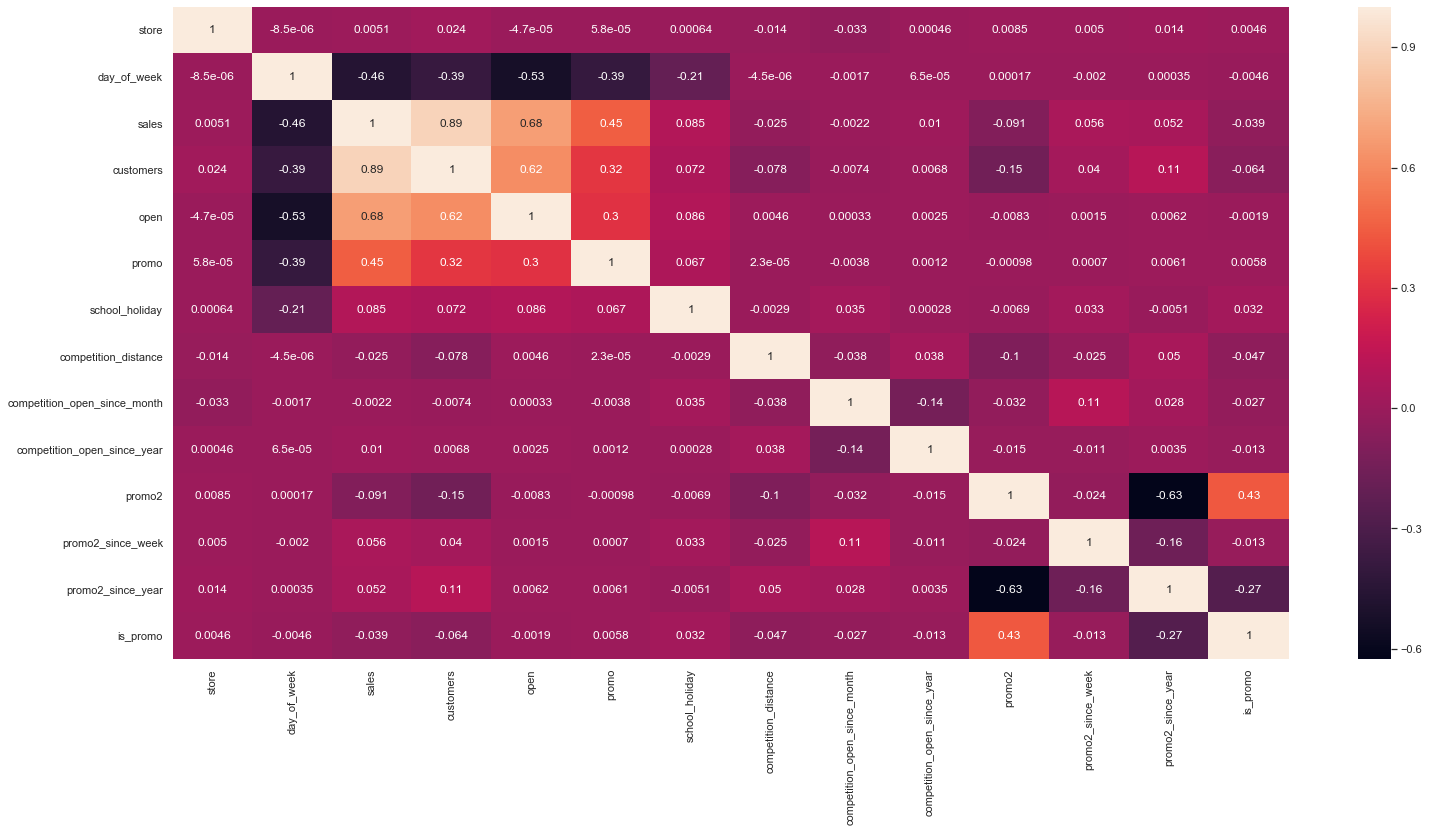 store 1 -8.5e-06 0.0051 0.024 -4.7e-05 5.8e-05 0.00064 -0.014 -0.033 0.00046 0.0085 0.005 0.014 0.0046
day_of_week -8.5e-06 1 -0.46 -0.39 -0.53 -0.39 -0.21 -4.5e-06 -0.0017 6.5e-05 0.00017 -0.002 0.00035 -0.0046
sales 0.0051 -0.46 1 0.89 0.68 0.45 0.085 -0.025 -0.0022 0.01 -0.091 0.056 0.052 -0.039
customers 0.024 -0.39 0.89 1 0.62 0.32 0.072 -0.078 -0.0074 0.0068 -0.15 0.04 0.11 -0.064
open -4.7e-05 -0.53 0.68 0.62 1 0.3 0.086 0.0046 0.00033 0.0025 -0.0083 0.0015 0.0062 -0.0019
promo 5.8e-05 -0.39 0.45 0.32 0.3 1 0.067 2.3e-05 -0.0038 0.0012 -0.00098 0.0007 0.0061 0.0058
school_holiday 0.00064 -0.21 0.085 0.072 0.086 0.067 1 -0.0029 0.035 0.00028 -0.0069 0.033 -0.0051 0.032
competition_distance -0.014 -4.5e-06 -0.025 -0.078 0.0046 2.3e-05 -0.0029 1 -0.038 0.038 -0.1 -0.025 0.05 -0.047
competition_open_since_month -0.033 -0.0017 -0.0022 -0.0074 0.00033 -0.0038 0.035 -0.038 1 -0.14 -0.032 0.11 0.028 -0.027
competition_open_since_year 0.00046 6.5e-05 0.01 0.0068 0.0025 0.0012 0.00028 0.038 -0.14 1 -0.015 -0.011 0.0035 -0.013
promo2 0.0085 0.00017 -0.091 -0.15 -0.0083 -0.00098 -0.0069 -0.1 -0.032 -0.015 1 -0.024 -0.63 0.43
promo2_since_week 0.005 -0.002 0.056 0.04 0.0015 0.0007 0.033 -0.025 0.11 -0.011 -0.024 1 -0.16 -0.013
promo2_since_year 0.014 0.00035 0.052 0.11 0.0062 0.0061 -0.0051 0.05 0.028 0.0035 -0.63 -0.16 1 -0.27
is_promo 0.0046 -0.0046 -0.039 -0.064 -0.0019 0.0058 0.032 -0.047 -0.027 -0.013 0.43 -0.013 -0.27 1
store
day_of_week
sales
customers
open
promo
school_holiday
competition_distance
competition_open_since_month
competition_open_since_year
promo2
promo2_since_week
promo2_since_year
is_promo
0.9
0.6
0.3
0.0
−0.3
−0.6